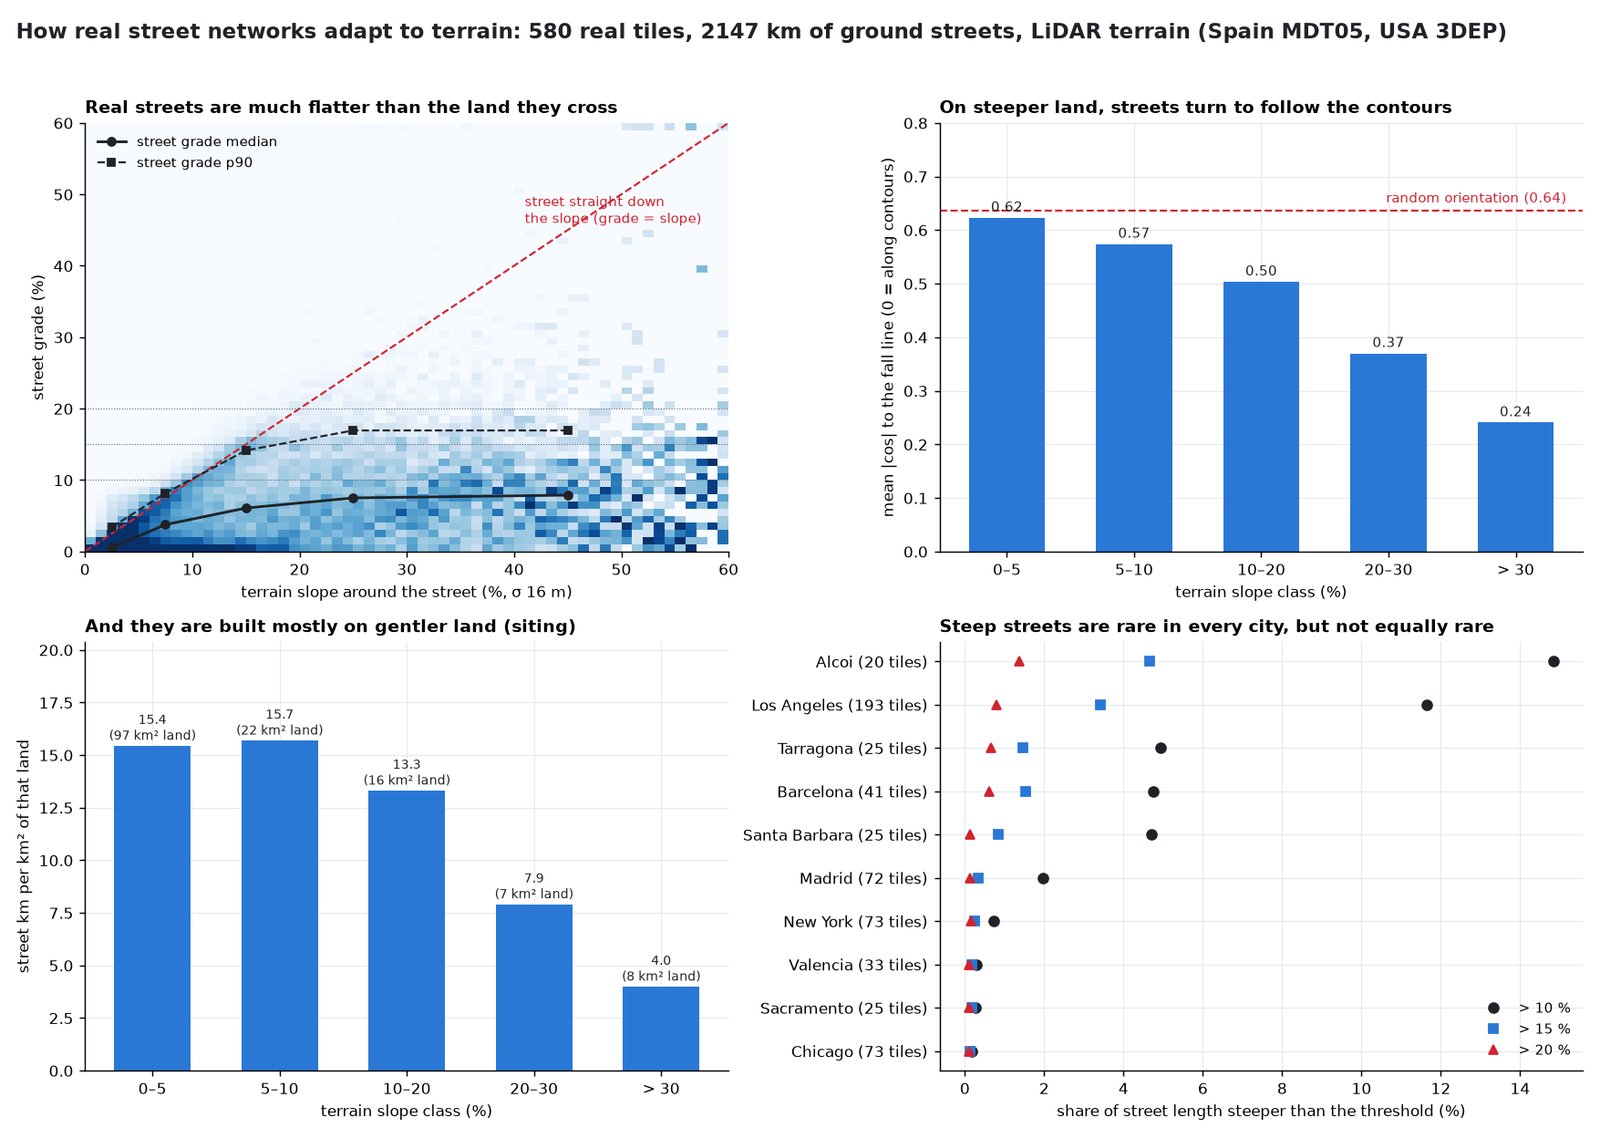 How real street networks adapt to terrain: 580 real tiles, 2147 km of ground streets, LiDAR terrain (Spain MDT05, USA 3DEP)
Real streets are much flatter than the land they cross
street grade median
street grade p90
street straight down
the slope (grade = slope)
street grade (%)
60
50
40
30
20
10
0
0 10 20 30 40 50 60
terrain slope around the street (%, σ 16 m)
On steeper land, streets turn to follow the contours
random orientation (0.64)
mean |cos| to the fall line (0 = along contours)
0.8
0.7
0.6
0.5
0.4
0.3
0.2
0.1
0.0
0.62
0.57
0.50
0.37
0.24
0–5 5–10 10–20 20–30 > 30
terrain slope class (%)
And they are built mostly on gentler land (siting)
street km per km² of that land
20.0
17.5
15.0
12.5
10.0
7.5
5.0
2.5
0.0
15.4
(97 km² land)
15.7
(22 km² land)
13.3
(16 km² land)
7.9
(7 km² land)
4.0
(8 km² land)
0–5 5–10 10–20 20–30 > 30
terrain slope class (%)
Steep streets are rare in every city, but not equally rare
Alcoi (20 tiles)
Los Angeles (193 tiles)
Tarragona (25 tiles)
Barcelona (41 tiles)
Santa Barbara (25 tiles)
Madrid (72 tiles)
New York (73 tiles)
Valencia (33 tiles)
Sacramento (25 tiles)
Chicago (73 tiles)
> 10 %
> 15 %
> 20 %
0 2 4 6 8 10 12 14
share of street length steeper than the threshold (%)